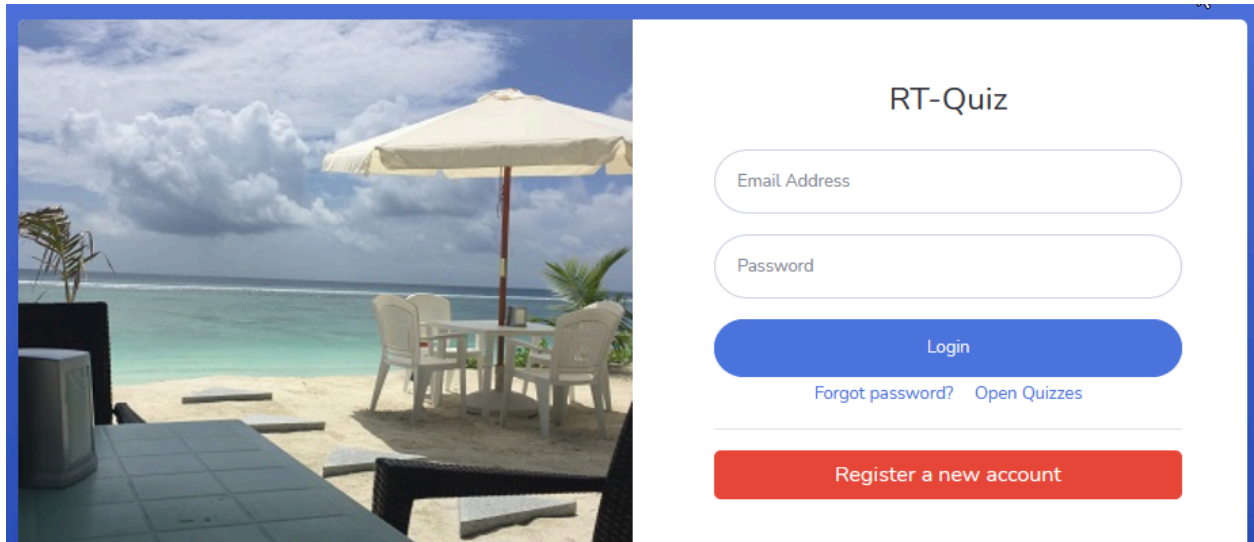 RT-Quiz
Email Address
Password
Login
Forgot password? Open Quizzes
Register a new account